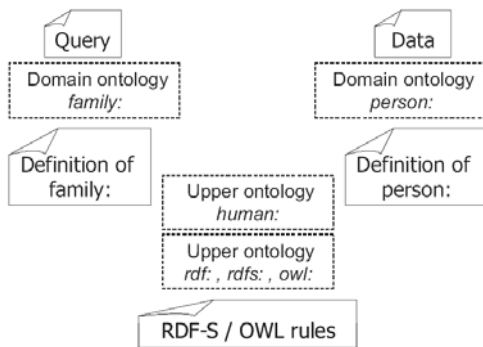 Query
Data
Domain ontology
family:
Domain ontology
person:
Definition of
family:
Definition of
person:
Upper ontology
human:
Upper ontology
rdf: , rdfs: , owl:
RDF-S / OWL rules